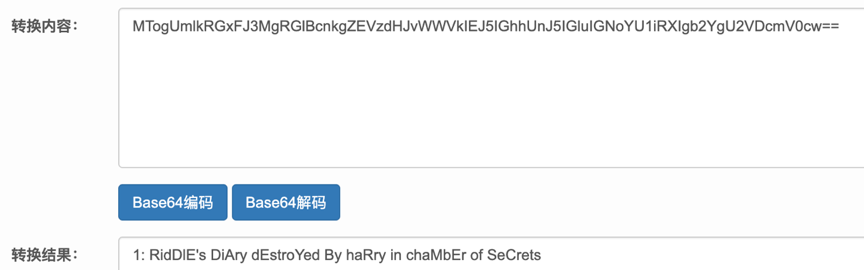 转换内容：
MTogUmlkRGxFJ3MgRGlBcnkgZEVzdHJvWWVkIEJ5IGhhUnJ5IGluIGNoYU1iRXIgb2YgU2VDcmV0cw==
Base64编码 Base64解码
转换结果：
1: RidDlE's DiAry dEstroYed By haRry in chaMbEr of SeCrets